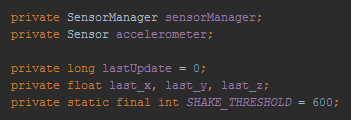 private SensorManager sensorManager;
private Sensor accelerometer;
private long lastUpdate = 0;
private float last_x, last_y, last_z;
private static final int SHAKE_THRESHOLD = 600;